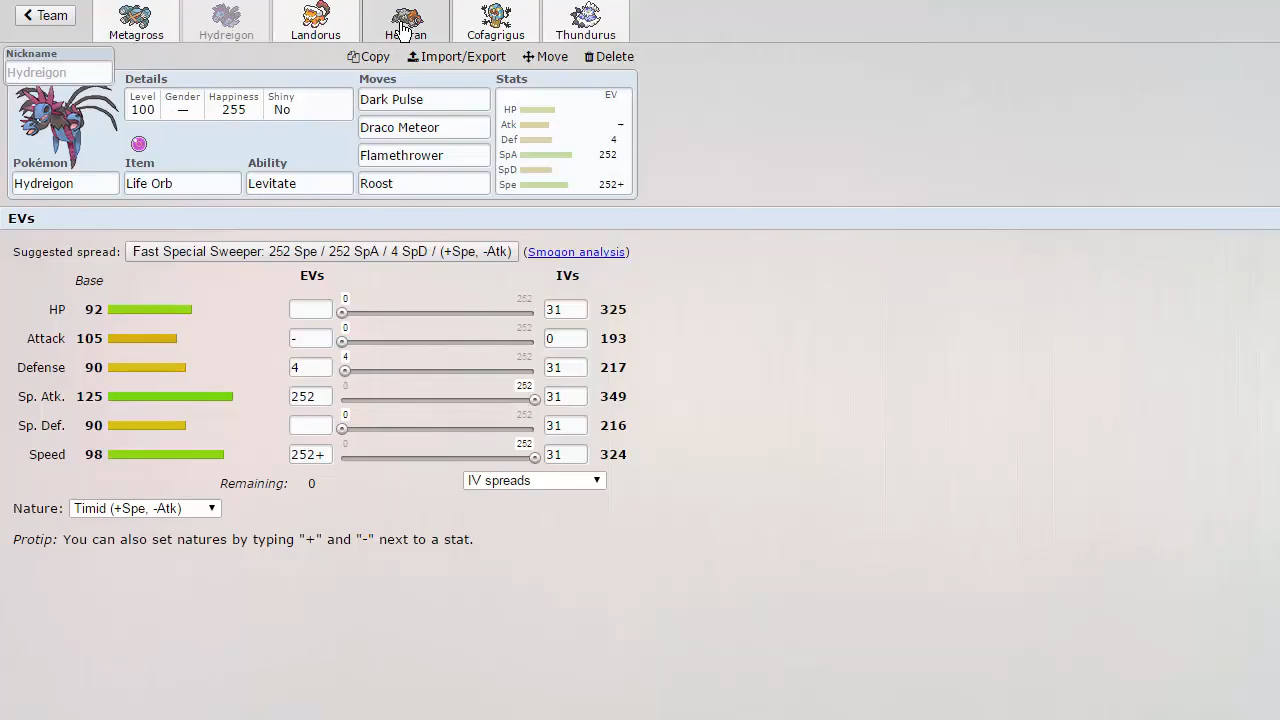 Team
Metagross Hydreigon Landorus Cofagrigus Thundurus
Nickname
Hydreigon
Copy Import/Export Move Delete
Details Moves Stats
Level Gender Happiness Shiny
100 — 255 No
Dark Pulse
Draco Meteor
Flamethrower
Roost
EV
HP
Atk –
Def 4
SpA 252
SpD
Spe 252+
Pokémon Item Ability
Hydreigon Life Orb Levitate
EVs
Suggested spread: Fast Special Sweeper: 252 Spe / 252 SpA / 4 SpD / (+Spe, -Atk) (Smogon analysis)
Base EVs IVs
HP 92 0 252 31 325
Attack 105 - 0 252 0 193
Defense 90 4 4 252 31 217
Sp. Atk. 125 252 0 252 31 349
Sp. Def. 90 0 252 31 216
Speed 98 252+ 0 252 31 324
Remaining: 0 IV spreads
Nature: Timid (+Spe, -Atk)
Protip: You can also set natures by typing "+" and "-" next to a stat.